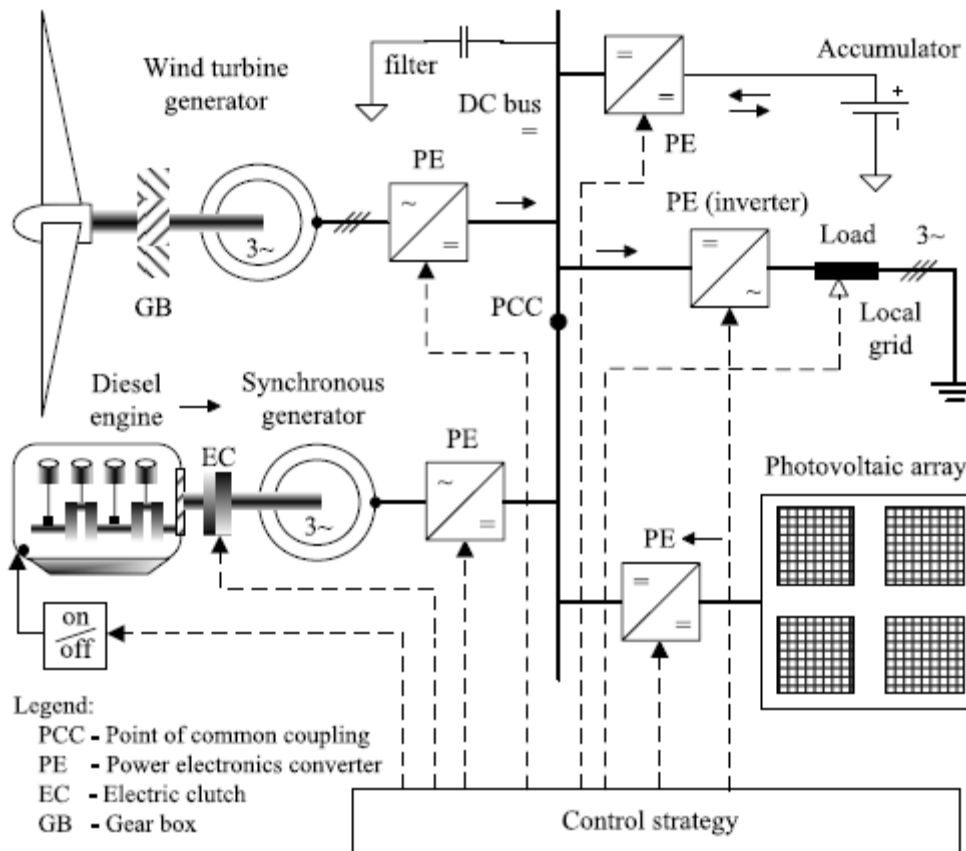 Wind turbine
generator
filter
DC bus
=
=
=
PE
Accumulator
+
PE
~
=
3~
GB
PE (inverter)
=
~
Load
3~
Local
grid
PCC
Diesel
engine
Synchronous
generator
EC
3~
PE
~
=
Photovoltaic array
PE
=
=
on
off
Legend:
PCC - Point of common coupling
PE - Power electronics converter
EC - Electric clutch
GB - Gear box
Control strategy